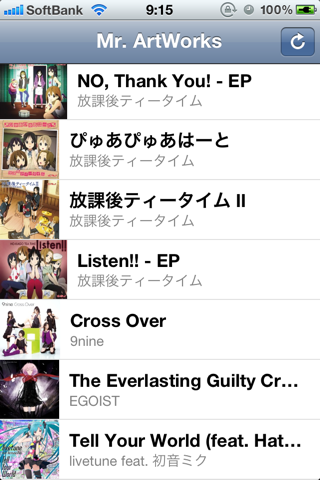 SoftBank 9:15 100%
Mr. ArtWorks
NO, Thank You! - EP
放課後ティータイム
ぴゅあぴゅあはーと
放課後ティータイム
放課後ティータイム II
放課後ティータイム
listen!!
Listen!! - EP
放課後ティータイム
Cross Over
9nine
The Everlasting Guilty Cr...
EGOIST
Tell Your World (feat. Hat...
livetune feat. 初音ミク